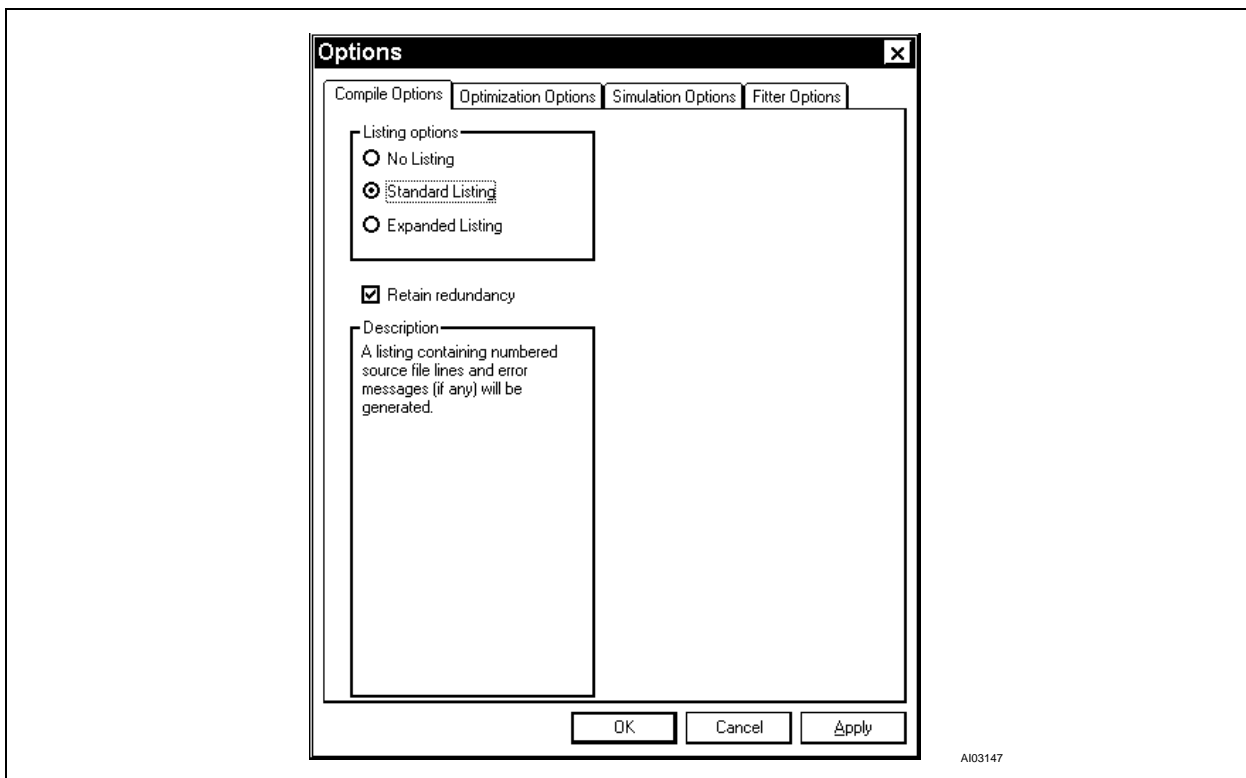 Options
Compile Options Optimization Options Simulation Options Fitter Options
Listing options
No Listing
Standard Listing
Expanded Listing
Retain redundancy
Description
A listing containing numbered
source file lines and error
messages (if any) will be
generated.
OK Cancel Apply
AI03147